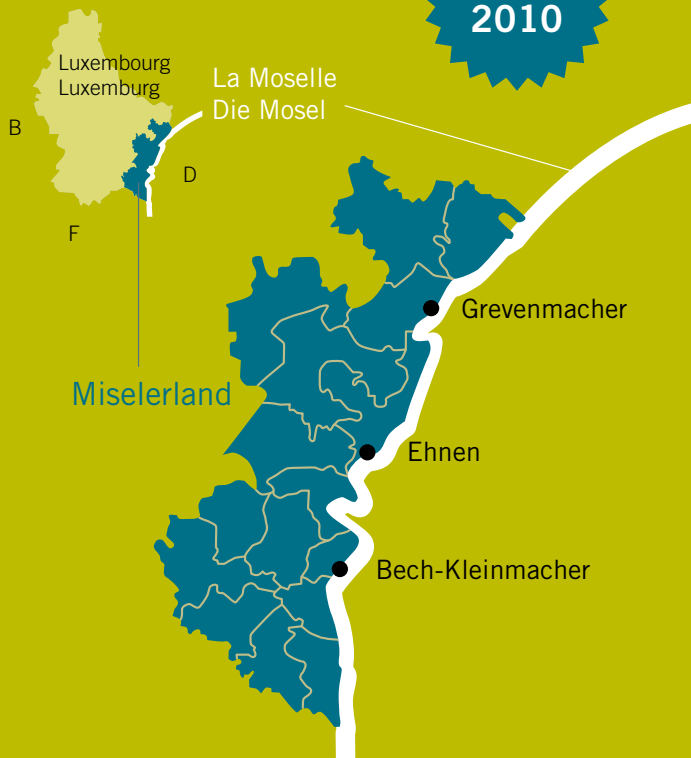 2010
Luxembourg
Luxemburg
La Moselle
Die Mosel
B
D
F
Grevenmacher
Miselerland
Ehnen
Bech-Kleinmacher